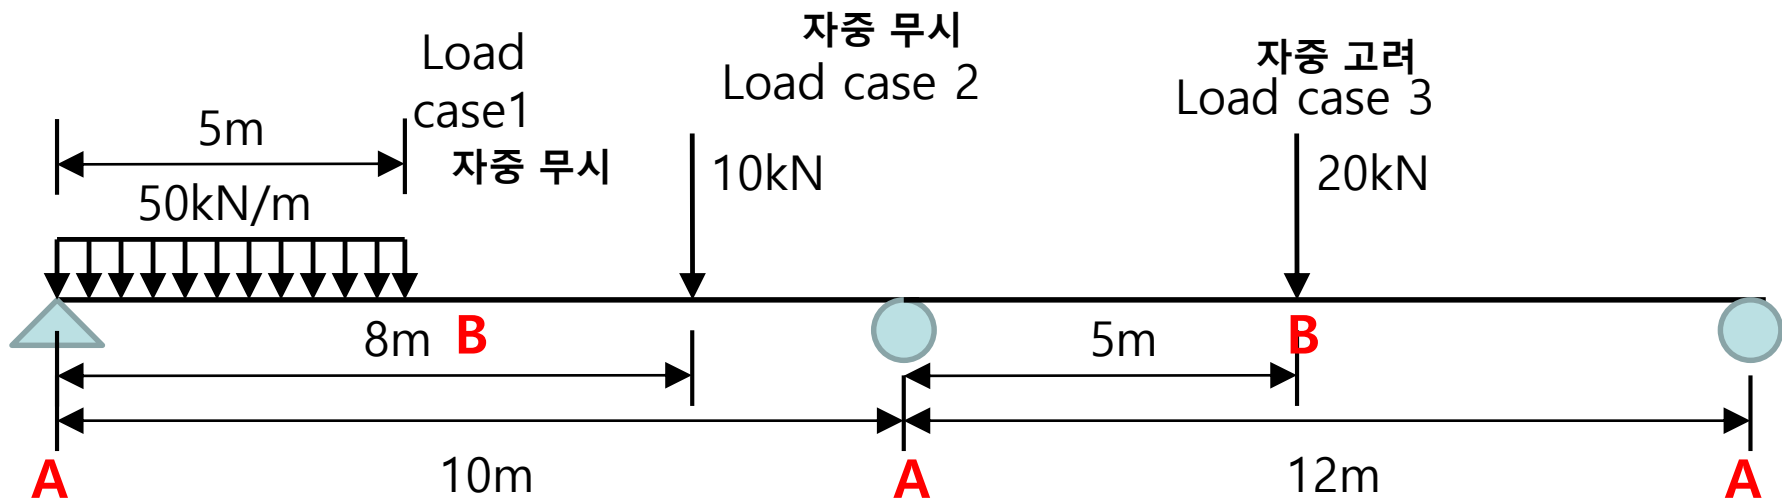 Load
case1
자중 무시
자중 무시
Load case 2
자중 고려
Load case 3
5m
50kN/m
10kN
20kN
8m
B
5m
B
A
10m
A
12m
A